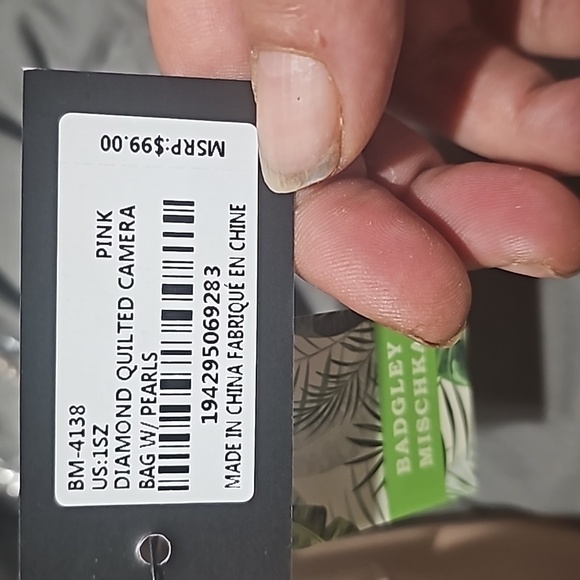 MSRP:$99.00
BM-4138
US:1SZ PINK
DIAMOND QUILTED CAMERA
BAG W/ PEARLS
194295069283
MADE IN CHINA FABRIQUÉ EN CHINE
BADGLEY
MISCHKA